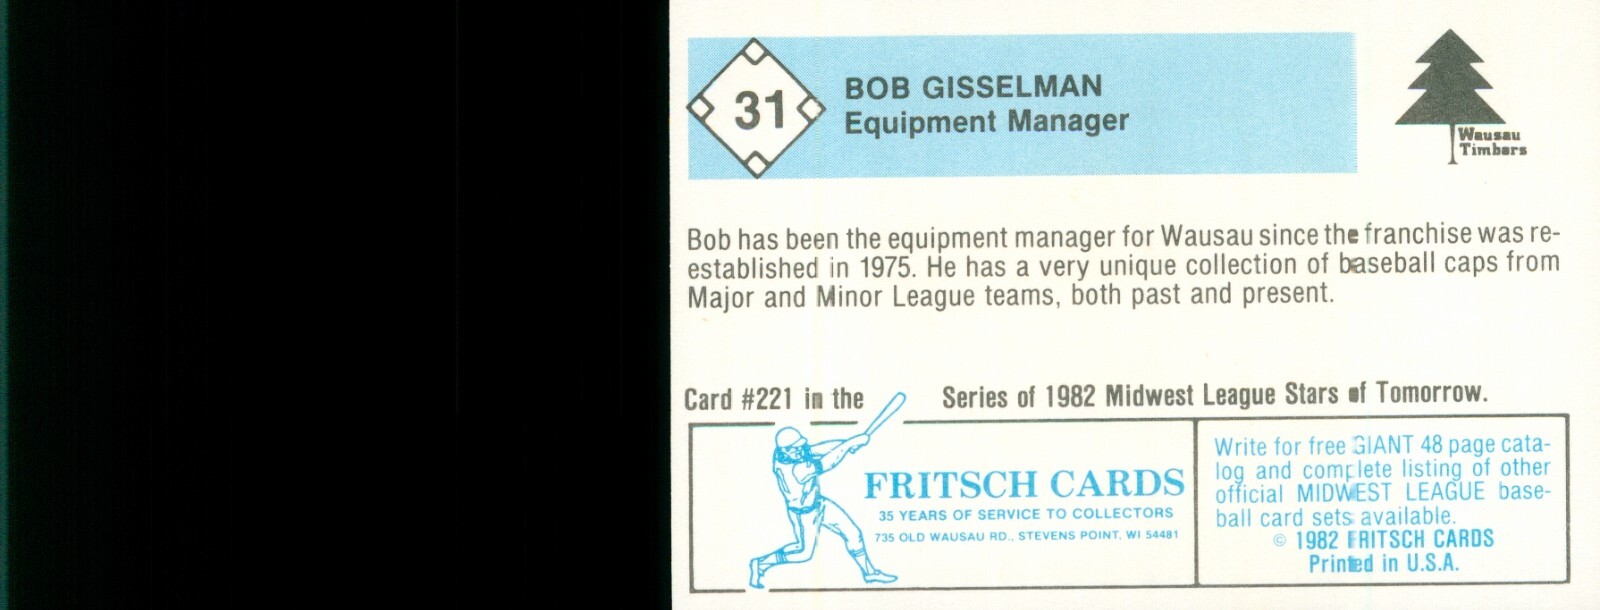 31
BOB GISSELMAN
Equipment Manager
Wausau
Timbers
Bob has been the equipment manager for Wausau since the franchise was re-
established in 1975. He has a very unique collection of baseball caps from
Major and Minor League teams, both past and present.
Card #221 in the Series of 1982 Midwest League Stars of Tomorrow.
FRITSCH CARDS
35 YEARS OF SERVICE TO COLLECTORS
735 OLD WAUSAU RD., STEVENS POINT, WI 54481
Write for free GIANT 48 page cata-
log and complete listing of other
official MIDWEST LEAGUE base-
ball card sets available.
© 1982 FRITSCH CARDS
Printed in U.S.A.